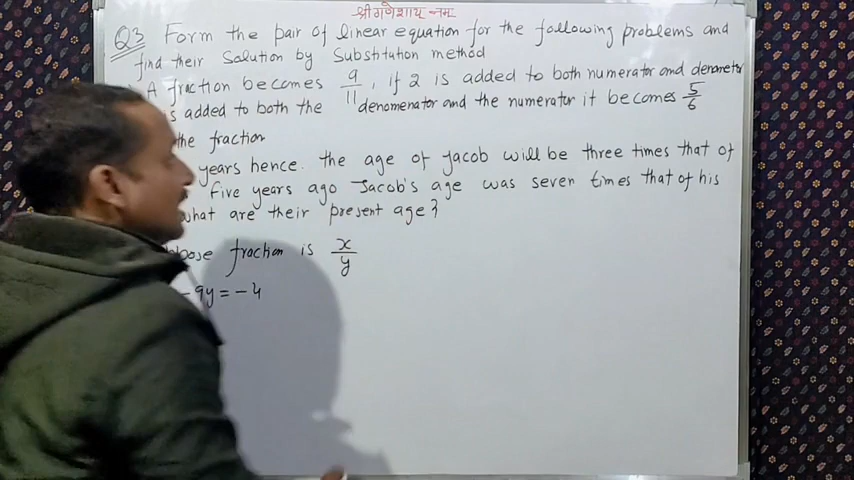 श्री गणेशाय नमः
Q3 Form the pair of linear equation for the following problems and
find their Solution by Substitution method
A fraction becomes 9/11, if 2 is added to both numerator and denometer
is added to both the denomenator and the numerator it becomes 5/6
the fraction
years hence. the age of Jacob will be three times that of
Five years ago Jacob's age was seven times that of his
what are their present age?
fraction is x/y
- 9y = - 4